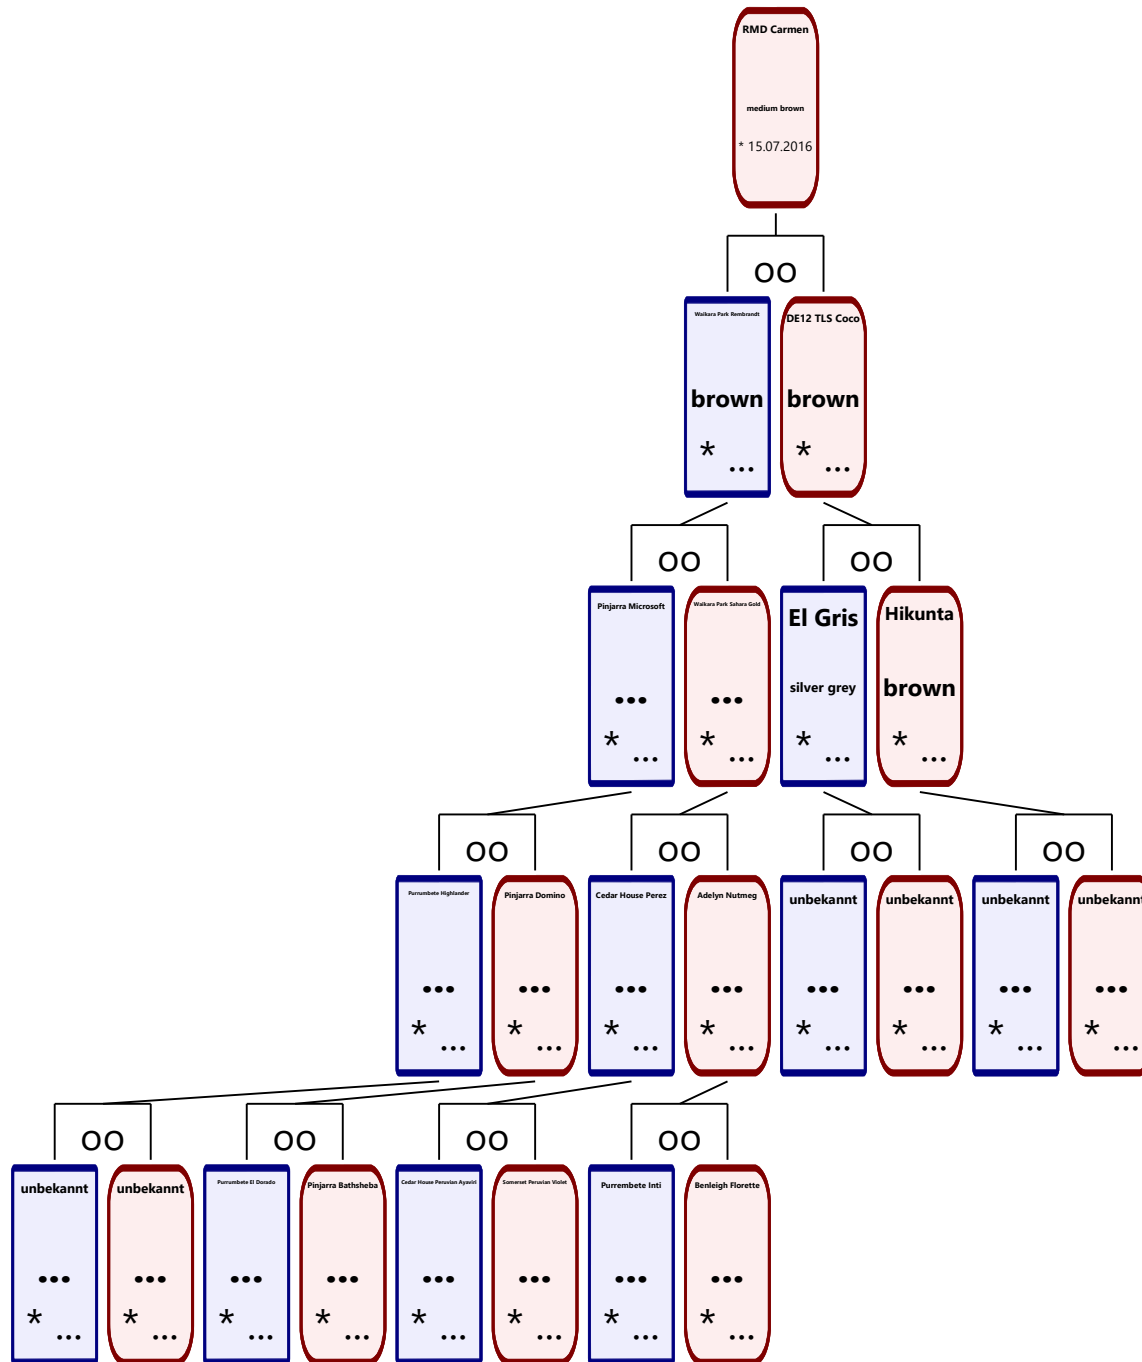 RMD Carmen
medium brown
* 15.07.2016
oo
Waikara Park Rembrandt
brown
* ...
DE12 TLS Coco
brown
* ...
oo
oo
Pinjarra Microsoft
...
* ...
Waikara Park Sahara Gold
...
* ...
El Gris
silver grey
* ...
Hikunta
brown
* ...
oo
oo
oo
oo
Purrumbete Highlander
...
* ...
Pinjarra Domino
...
* ...
Cedar House Perez
...
* ...
Adelyn Nutmeg
...
* ...
unbekannt
...
* ...
unbekannt
...
* ...
unbekannt
...
* ...
unbekannt
...
* ...
oo
oo
oo
oo
unbekannt
...
* ...
unbekannt
...
* ...
Purrumbete El Dorado
...
* ...
Pinjarra Bathsheba
...
* ...
Cedar House Peruvian Ayaviri
...
* ...
Somerset Peruvian Violet
...
* ...
Purrembete Inti
...
* ...
Benleigh Florette
...
* ...